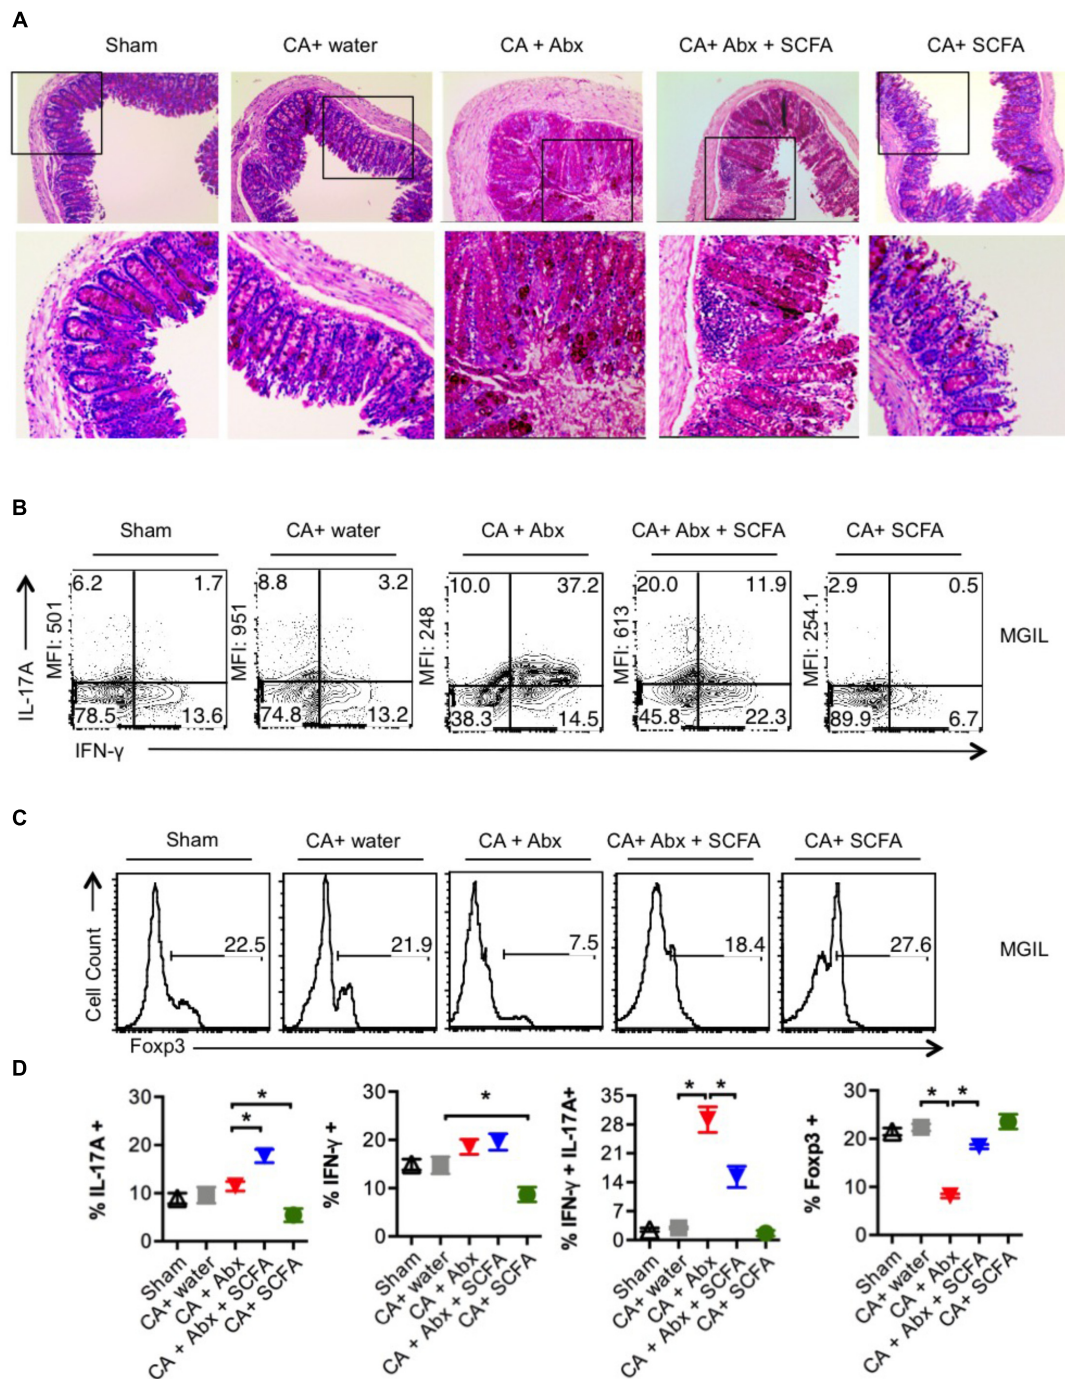 A
Sham CA+ water CA + Abx CA+ Abx + SCFA CA+ SCFA
B
Sham CA+ water CA + Abx CA+ Abx + SCFA CA+ SCFA
IL-17A
MFI: 501 6.2 1.7 78.5 13.6
MFI: 951 8.8 3.2 74.8 13.2
MFI: 248 10.0 37.2 38.3 14.5
MFI: 613 20.0 11.9 45.8 22.3
MFI: 254.1 2.9 0.5 89.9 6.7
MGIL
IFN-γ
C
Sham CA+ water CA + Abx CA+ Abx + SCFA CA+ SCFA
Cell Count
22.5 21.9 7.5 18.4 27.6
MGIL
Foxp3
D
% IL-17A +
30
20
10
0
* *
Sham
CA+ water
CA + Abx
CA + Abx + SCFA
CA+ SCFA
% IFN-γ +
30
20
10
0
*
Sham
CA+ water
CA + Abx
CA + Abx + SCFA
CA+ SCFA
% IFN-γ + IL-17A+
35
28
21
14
7
0
* *
Sham
CA+ water
CA + Abx
CA + Abx + SCFA
CA+ SCFA
% Foxp3 +
30
20
10
0
* *
Sham
CA+ water
CA + Abx
CA + Abx + SCFA
CA+ SCFA